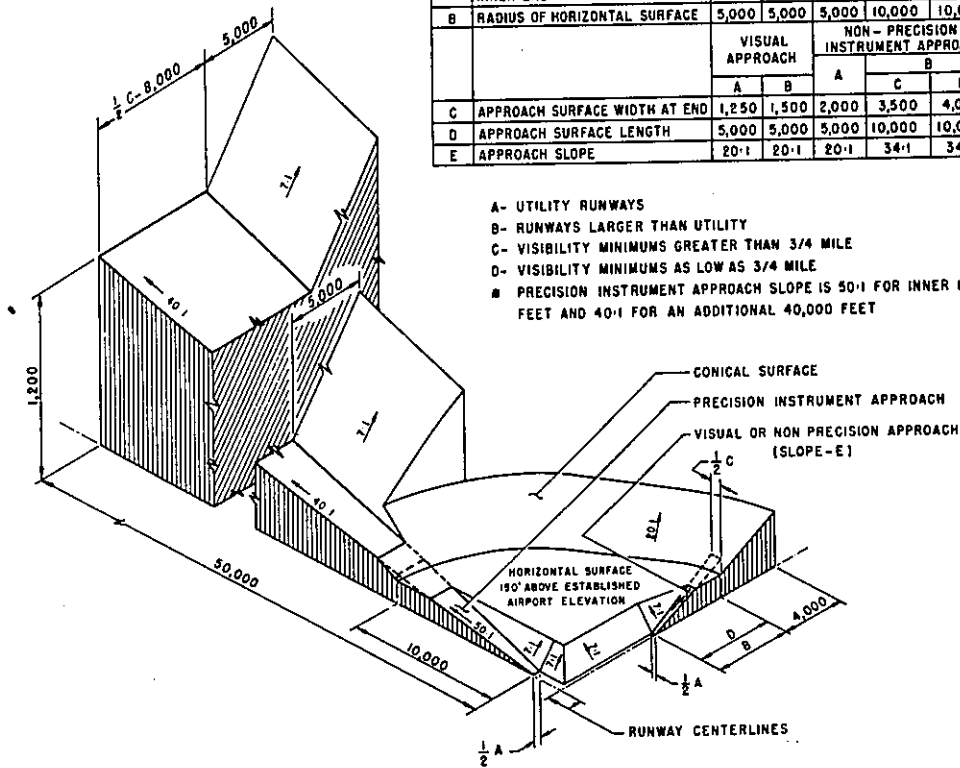 B RADIUS OF HORIZONTAL SURFACE 5,000 5,000 5,000 10,000
VISUAL APPROACH
NON-PRECISION
A B A B
C
C APPROACH SURFACE WIDTH AT END 1,250 1,500 2,000 3,500
D APPROACH SURFACE LENGTH 5,000 5,000 5,000 10,000
E APPROACH SLOPE 20:1 20:1 20:1 34:1
A- UTILITY RUNWAYS
B- RUNWAYS LARGER THAN UTILITY
C- VISIBILITY MINIMUMS GREATER THAN 3/4 MILE
D- VISIBILITY MINIMUMS AS LOW AS 3/4 MILE
PRECISION INSTRUMENT APPROACH SLOPE IS 50:1 FOR INNER
FEET AND 40:1 FOR AN ADDITIONAL 40,000 FEET
5,000
1/2 C-8,000
7:1
40:1
5,000
1,200
7:1
CONICAL SURFACE
PRECISION INSTRUMENT APPROACH
VISUAL OR NON PRECISION APPROACH
(SLOPE-E)
1/2 C
40:1
20:1
HORIZONTAL SURFACE
150' ABOVE ESTABLISHED
AIRPORT ELEVATION
50,000
50:1
7:1
7:1
7:1
7:1
4,000
D
B
10,000
1/2 A
RUNWAY CENTERLINES
1/2 A